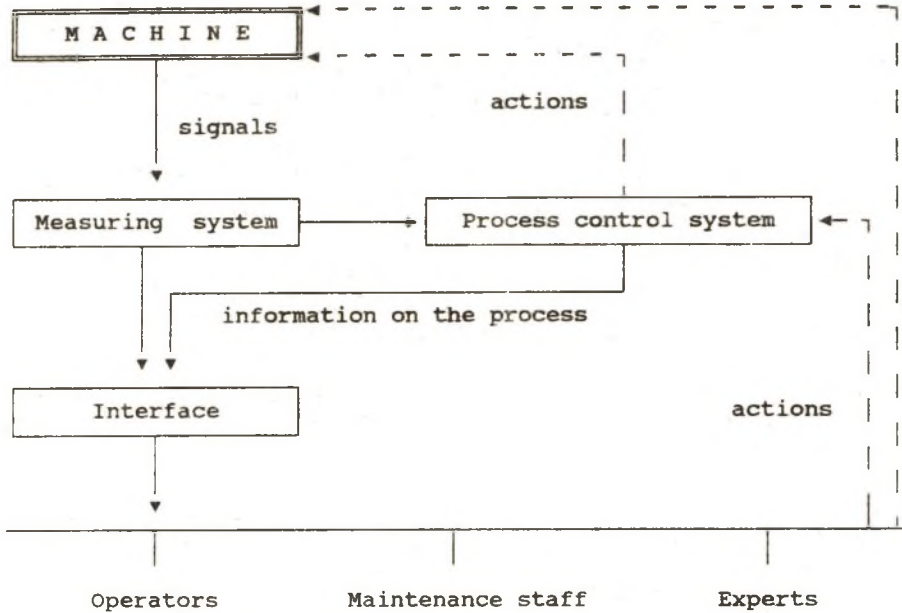 M A C H I N E
actions
signals
Measuring system
Process control system
information on the process
Interface
actions
Operators
Maintenance staff
Experts